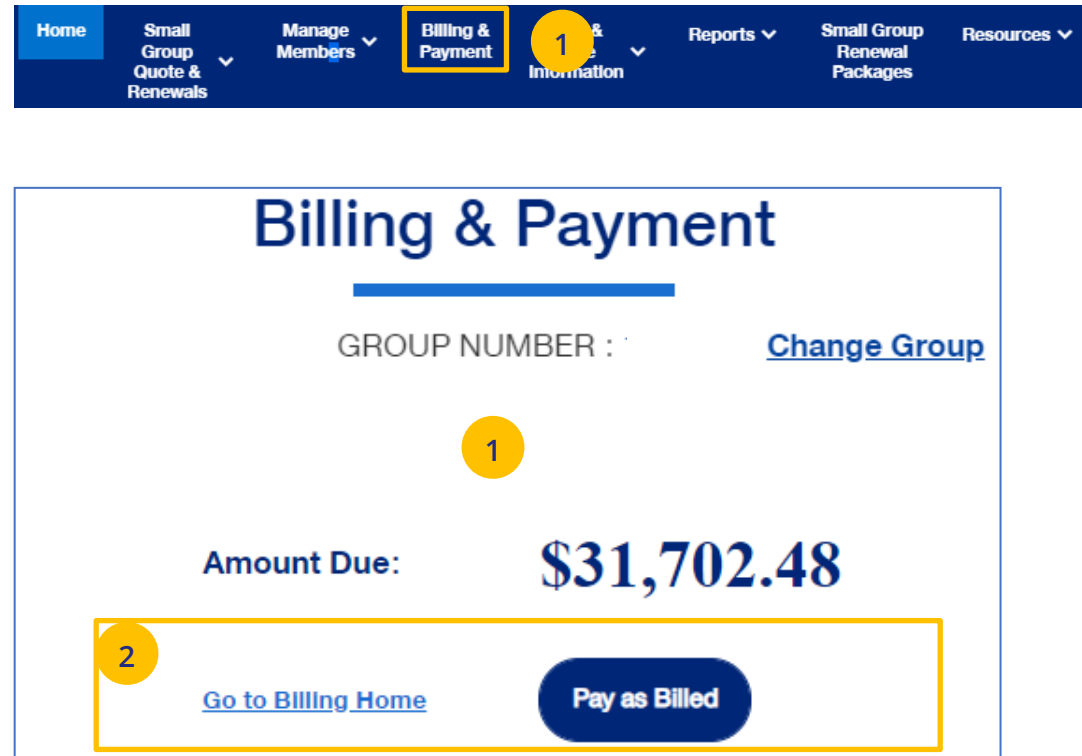 Home
Small
Group
Quote &
Renewals
Manage
Members
Billing &
Payment
1
&
Information
Reports
Small Group
Renewal
Packages
Resources
Billing & Payment
GROUP NUMBER :
Change Group
1
Amount Due: $31,702.48
2
Go to Billing Home
Pay as Billed